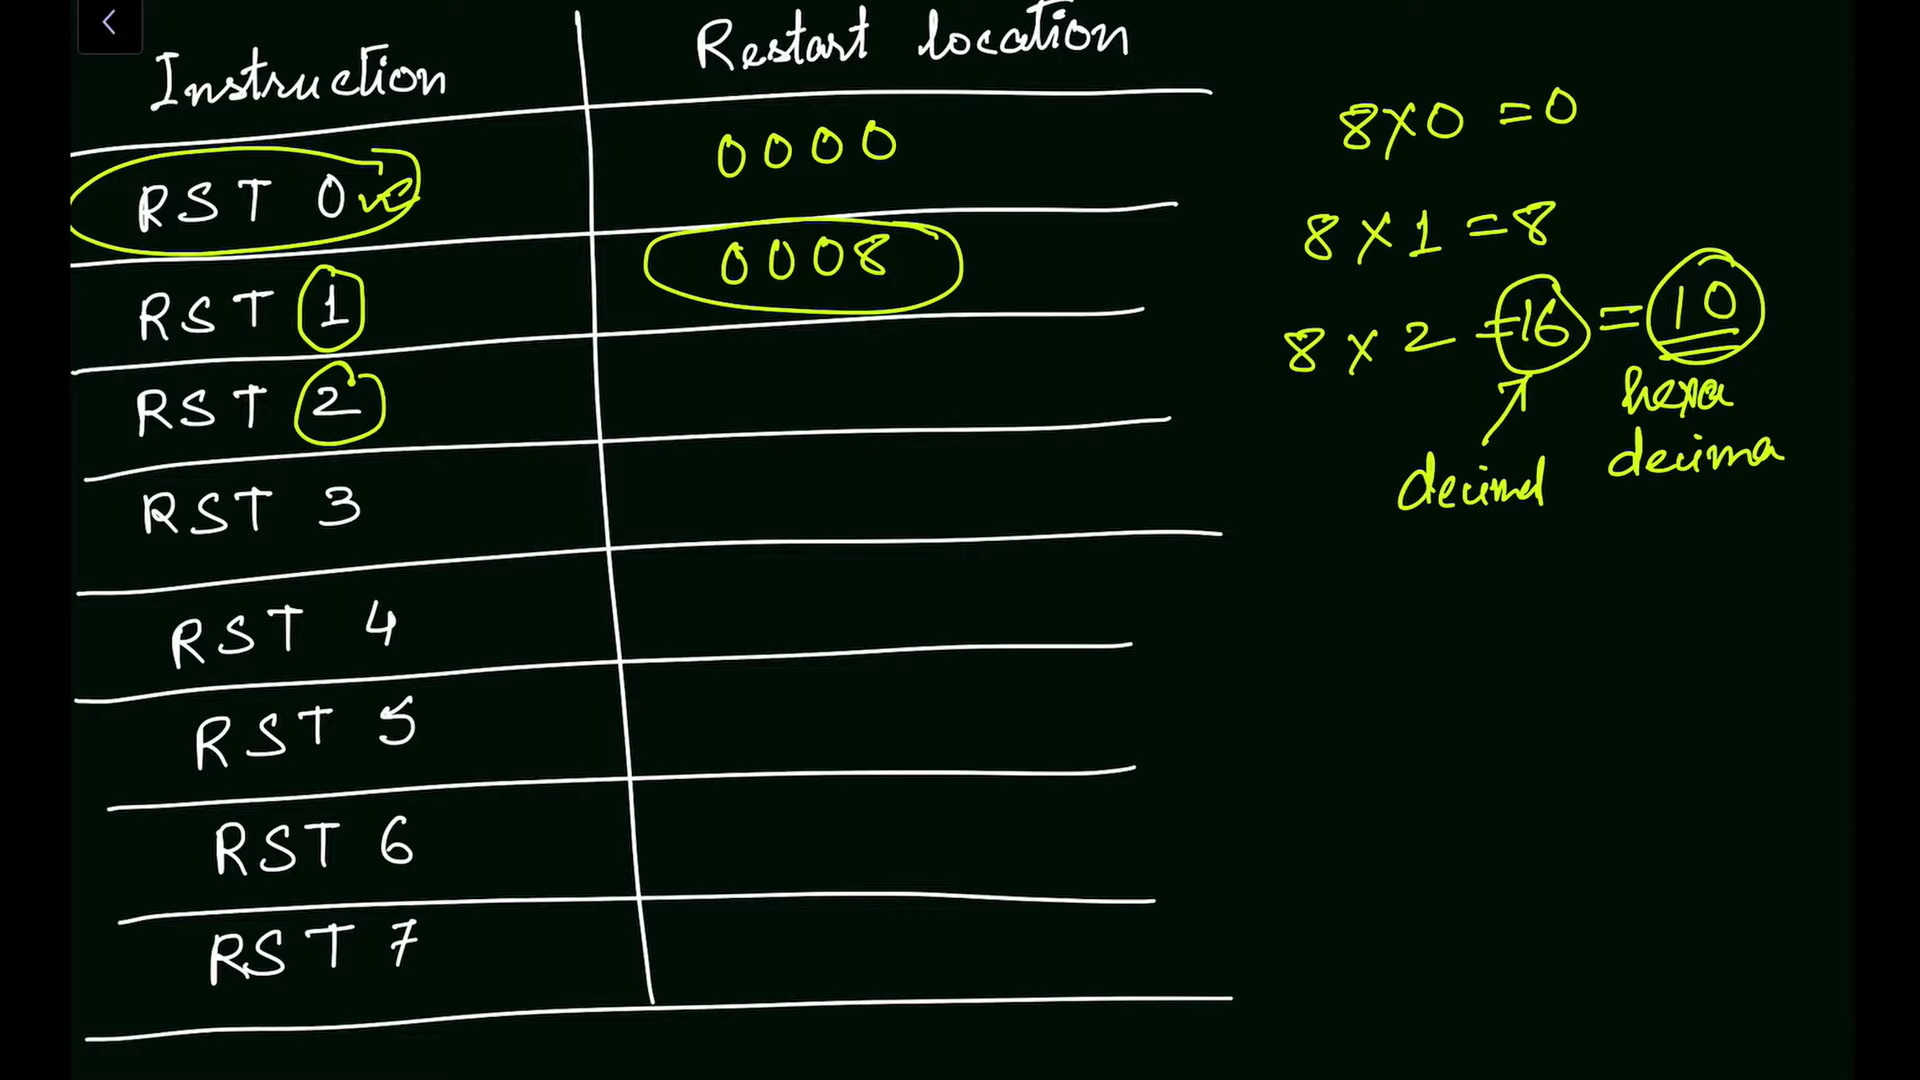 Instruction Restart location
RST 0 0000
RST 1 0008
RST 2
RST 3
RST 4
RST 5
RST 6
RST 7
8×0 =0
8×1 =8
8×2 =16 = 10
decimal
hexa
decima